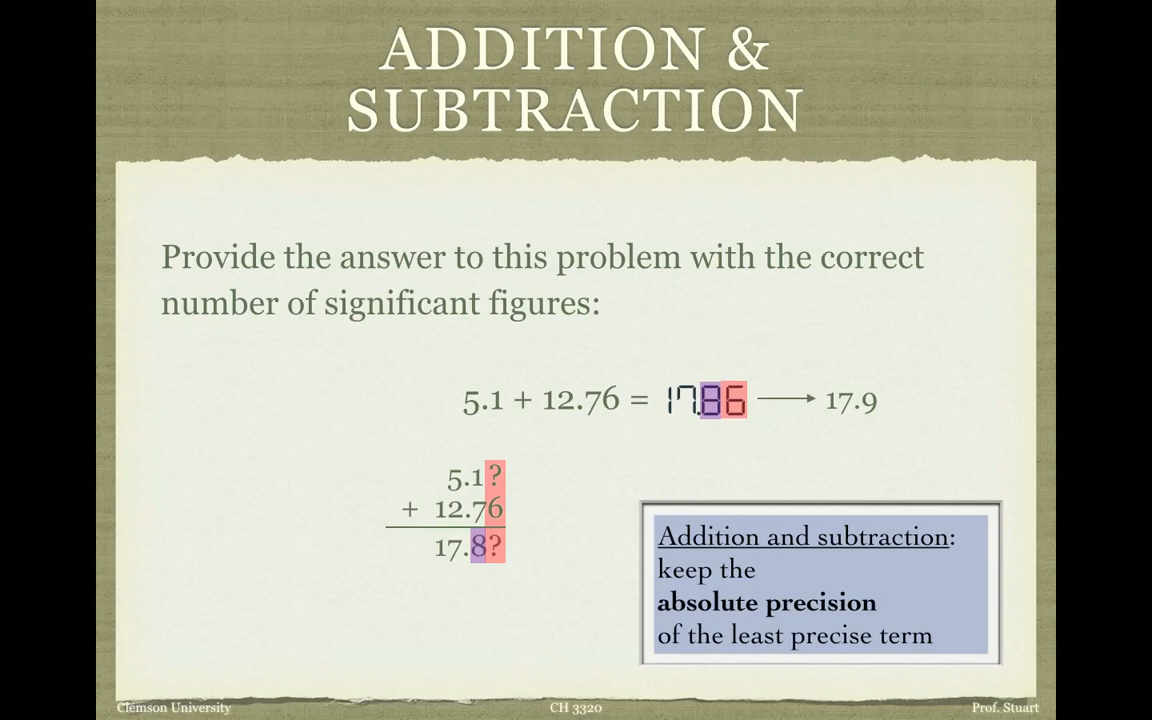 ADDITION &
SUBTRACTION
Provide the answer to this problem with the correct
number of significant figures:
5.1 + 12.76 = 17.86 → 17.9
5.1?
+ 12.76
17.8?
Addition and subtraction:
keep the
absolute precision
of the least precise term
Clemson University
CH 3320
Prof. Stuart